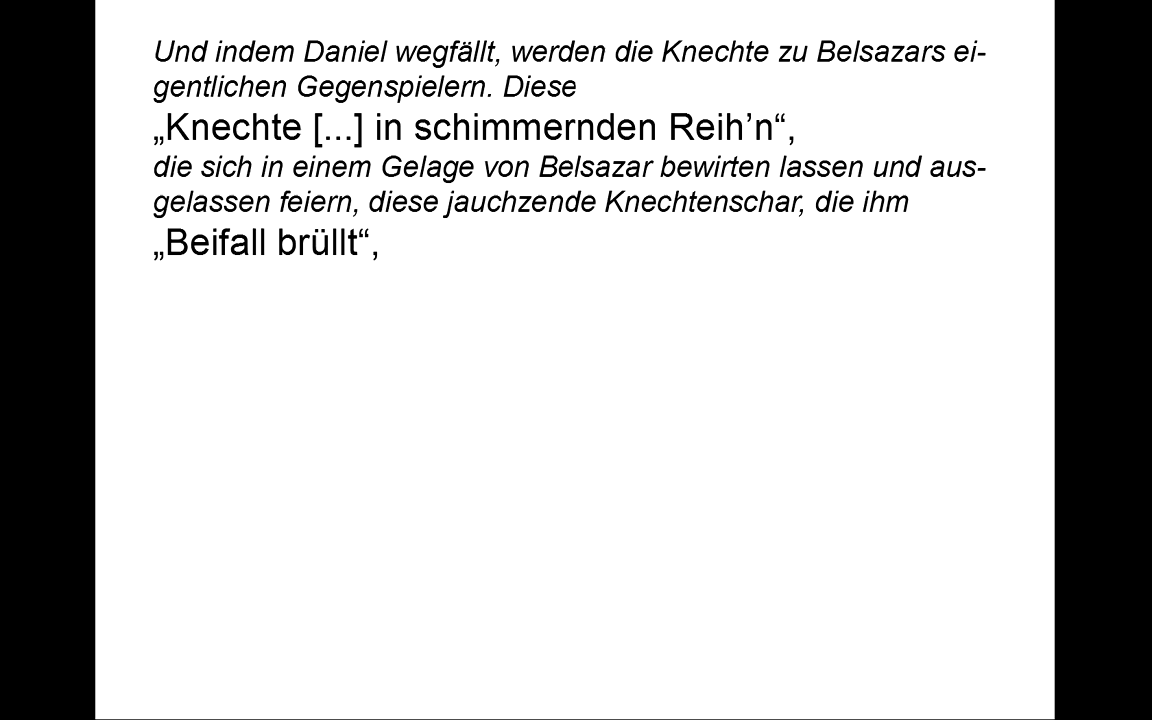 Und indem Daniel wegfällt, werden die Knechte zu Belsazars ei-
gentlichen Gegenspielern. Diese
„Knechte [...] in schimmernden Reih’n“,
die sich in einem Gelage von Belsazar bewirten lassen und aus-
gelassen feiern, diese jauchzende Knechtenschar, die ihm
„Beifall brüllt“,